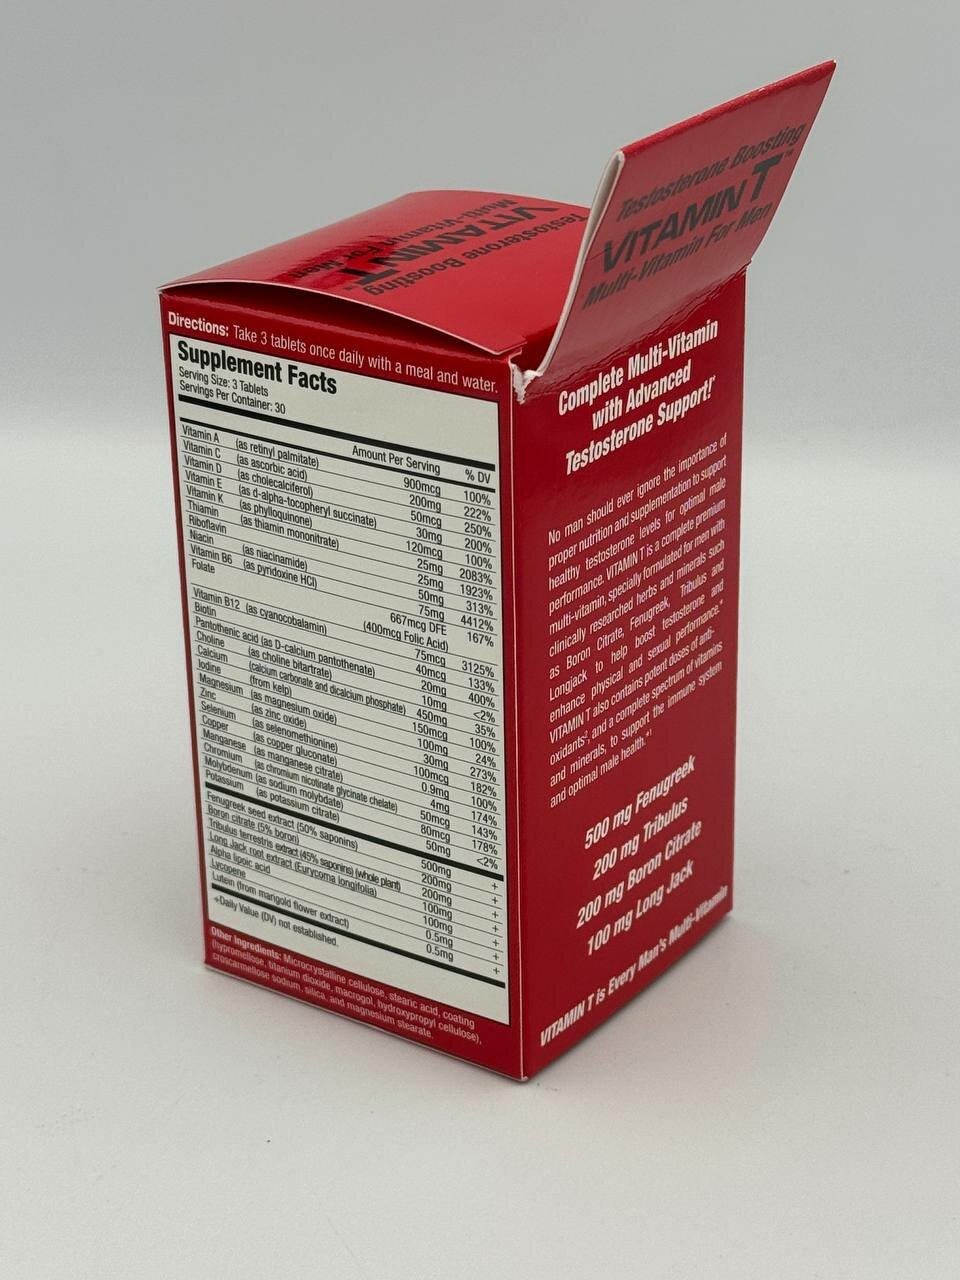 Testosterone Boosting
VITAMIN T™
Multi-Vitamin For Men
Testosterone Boosting
VITAMIN T™
Multi-Vitamin For Men
Directions: Take 3 tablets once daily with a meal and water.
Supplement Facts
Serving Size: 3 Tablets
Servings Per Container: 30
Amount Per Serving % DV
Vitamin A (as retinyl palmitate) 900mcg 100%
Vitamin C (as ascorbic acid) 200mg 222%
Vitamin D (as cholecalciferol) 50mcg 250%
Vitamin E (as d-alpha-tocopheryl succinate) 30mg 200%
Vitamin K (as phylloquinone) 120mcg 100%
Thiamin (as thiamin mononitrate) 25mg 2083%
Riboflavin 25mg 1923%
Niacin (as niacinamide) 50mg 313%
Vitamin B6 (as pyridoxine HCl) 75mg 4412%
Folate 667mcg DFE 167%
(400mcg Folic Acid)
Vitamin B12 (as cyanocobalamin) 75mcg 3125%
Biotin 40mcg 133%
Pantothenic acid (as D-calcium pantothenate) 20mg 400%
Choline (as choline bitartrate) 10mg <2%
Calcium (calcium carbonate and dicalcium phosphate) 450mg 35%
Iodine (from kelp) 150mcg 100%
Magnesium (as magnesium oxide) 100mg 24%
Zinc (as zinc oxide) 30mg 273%
Selenium (as selenomethionine) 100mcg 182%
Copper (as copper gluconate) 0.9mg 100%
Manganese (as manganese citrate) 4mg 174%
Chromium (as chromium nicotinate glycinate chelate) 50mcg 143%
Molybdenum (as sodium molybdate) 80mcg 178%
Potassium (as potassium citrate) 50mg <2%
Fenugreek seed extract (50% saponins) 500mg +
Boron citrate (5% boron) 200mg +
Tribulus terrestris extract (45% saponins) (whole plant) 200mg +
Long Jack root extract (Eurycoma longifolia) 100mg +
Alpha lipoic acid 100mg +
Lycopene 0.5mg +
Lutein (from marigold flower extract) 0.5mg +
+Daily Value (DV) not established.
Other Ingredients: Microcrystalline cellulose, stearic acid, coating
(hypromellose, titanium dioxide, macrogol, hydroxypropyl cellulose),
croscarmellose sodium, silica, and magnesium stearate.
Complete Multi-Vitamin
with Advanced
Testosterone Support!*
No man should ever ignore the importance of
proper nutrition and supplementation to support
healthy testosterone levels for optimal male
performance. VITAMIN T is a complete premium
multi-vitamin, specially formulated for men with
clinically researched herbs and minerals such
as Boron Citrate, Fenugreek, Tribulus and
Longjack to help boost testosterone and
enhance physical and sexual performance.*
VITAMIN T also contains potent doses of anti-
oxidants² and a complete spectrum of vitamins
and minerals, to support the immune system
and optimal male health.*¹
500 mg Fenugreek
200 mg Tribulus
200 mg Boron Citrate
100 mg Long Jack
VITAMIN T is Every Man's Multi-Vitamin